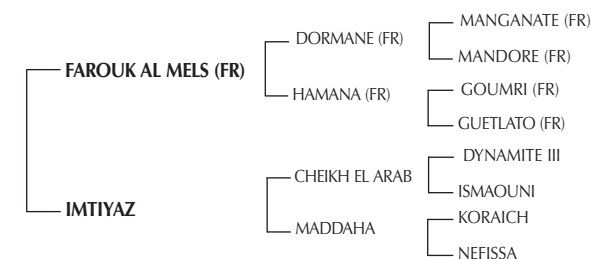 MANGANATE (FR)
DORMANE (FR)
MANDORE (FR)
FAROUK AL MELS (FR)
GOUMRI (FR)
HAMANA (FR)
GUETLATO (FR)
DYNAMITE III
CHEIKH EL ARAB
ISMAOUNI
IMTIYAZ
KORAICH
MADDAHA
NEFISSA